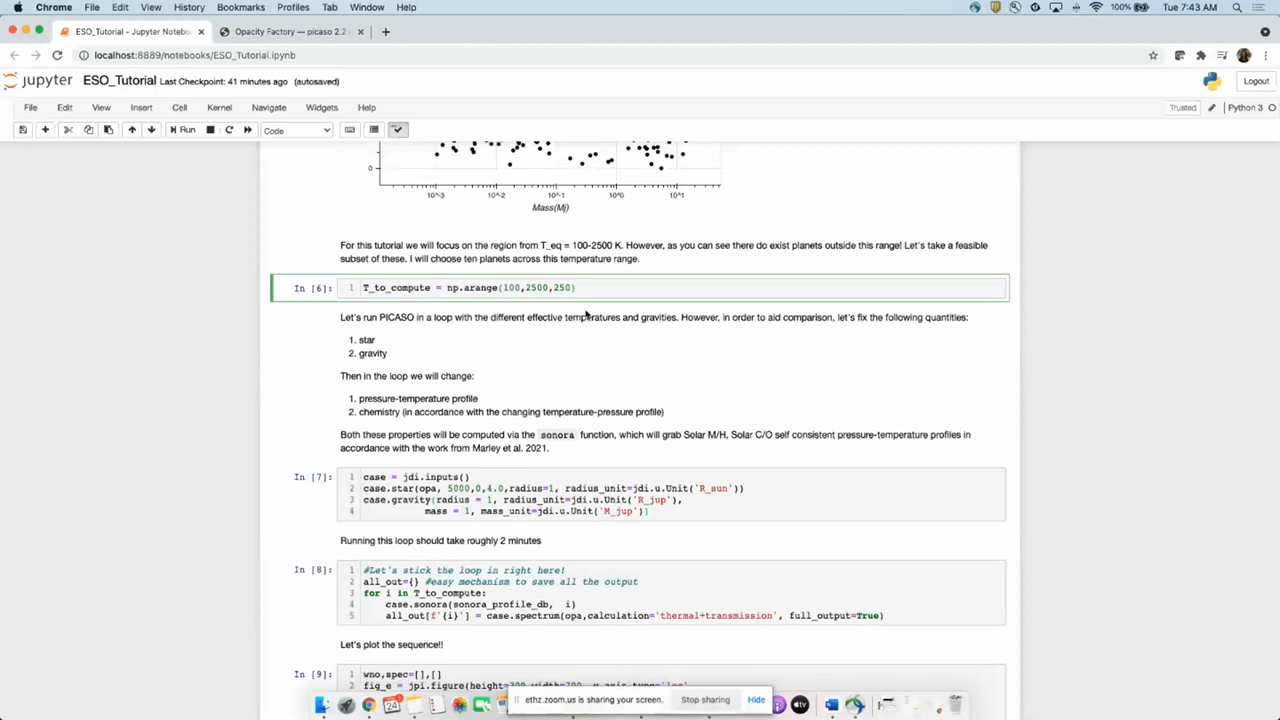 Chrome File Edit View History Bookmarks Profiles Tab Window Help 100% Tue 7:43 AM
ESO_Tutorial - Jupyter Notebo Opacity Factory — picaso 2.2
localhost:8889/notebooks/ESO_Tutorial.ipynb
jupyter ESO_Tutorial Last Checkpoint: 41 minutes ago (autosaved) Logout
File Edit View Insert Cell Kernel Navigate Widgets Help Trusted Python 3
Run Code
0
10^-3 10^-2 10^-1 10^0 10^1
Mass(Mj)
For this tutorial we will focus on the region from T_eq = 100-2500 K. However, as you can see there do exist planets outside this range! Let's take a feasible
subset of these. I will choose ten planets across this temperature range.
In [6]: 1 T_to_compute = np.arange(100,2500,250)
Let's run PICASO in a loop with the different effective temperatures and gravities. However, in order to aid comparison, let's fix the following quantities:
1. star
2. gravity
Then in the loop we will change:
1. pressure-temperature profile
2. chemistry (in accordance with the changing temperature-pressure profile)
Both these properties will be computed via the sonora function, which will grab Solar M/H, Solar C/O self consistent pressure-temperature profiles in
accordance with the work from Marley et al. 2021.
In [7]: 1 case = jdi.inputs()
2 case.star(opa, 5000,0,4.0,radius=1, radius_unit=jdi.u.Unit('R_sun'))
3 case.gravity(radius = 1, radius_unit=jdi.u.Unit('R_jup'),
4 mass = 1, mass_unit=jdi.u.Unit('M_jup'))
Running this loop should take roughly 2 minutes
In [8]: 1 #Let's stick the loop in right here!
2 all_out={} #easy mechanism to save all the output
3 for i in T_to_compute:
4 case.sonora(sonora_profile_db, i)
5 all_out[f'{i}'] = case.spectrum(opa,calculation='thermal+transmission', full_output=True)
Let's plot the sequence!!
In [9]: 1 wno,spec=[],[]
2 fig_e = jpi.figure(height=300,width=700, y_axis_type='log'
ethz.zoom.us is sharing your screen. Stop sharing Hide
24